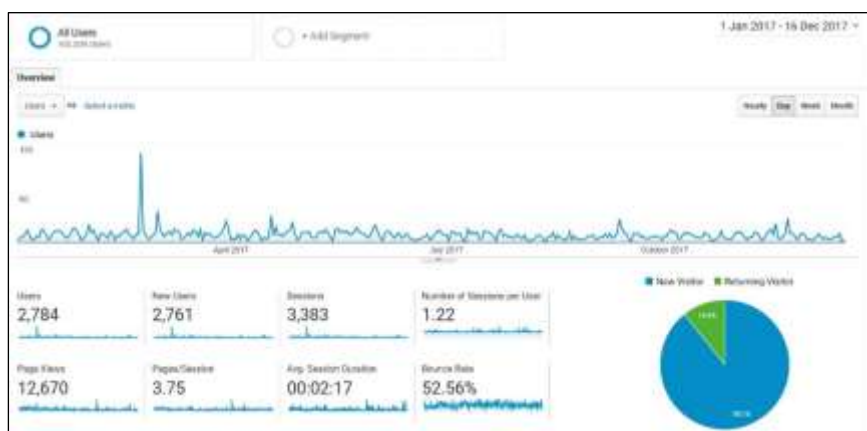 All Users
+ Add Segment
1 Jan 2017 - 16 Dec 2017
Overview
Users
Select a metric
Hourly Day Week Month
Users
April 2017
July 2017
October 2017
New Visitor Returning Visitor
Users
2,784
New Users
2,761
Sessions
3,383
Number of Sessions per User
1.22
Page Views
12,670
Pages/Session
3.75
Avg. Session Duration
00:02:17
Bounce Rate
52.56%